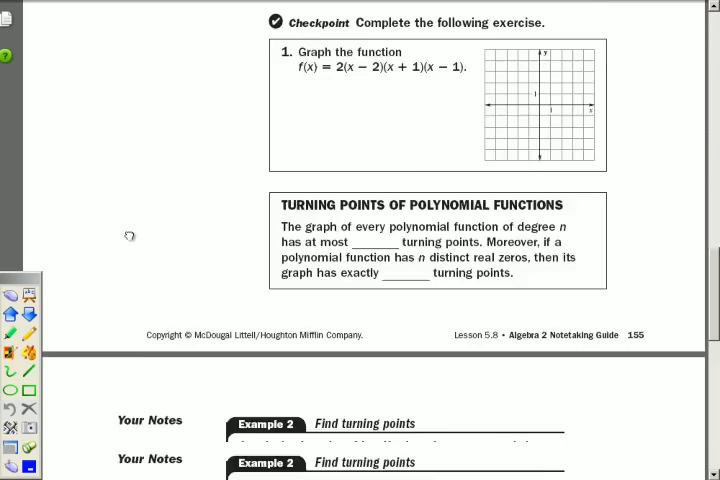 Checkpoint Complete the following exercise.
1. Graph the function
f(x) = 2(x − 2)(x + 1)(x − 1).
y
1
1
x
TURNING POINTS OF POLYNOMIAL FUNCTIONS
The graph of every polynomial function of degree n
has at most _______ turning points. Moreover, if a
polynomial function has n distinct real zeros, then its
graph has exactly _______ turning points.
Copyright © McDougal Littell/Houghton Mifflin Company.
Lesson 5.8 • Algebra 2 Notetaking Guide 155
Your Notes
Example 2 Find turning points
Your Notes
Example 2 Find turning points